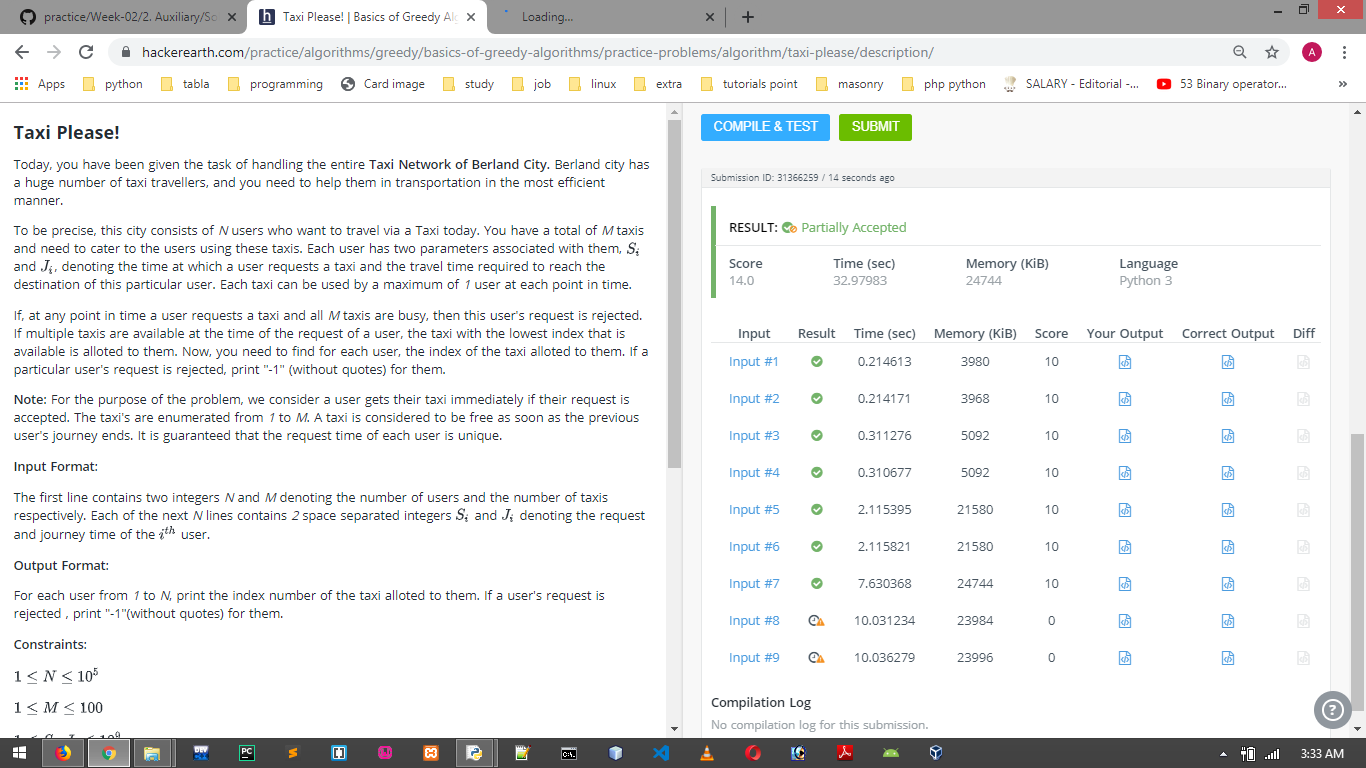 practice/Week-02/2. Auxiliary/So
Taxi Please! | Basics of Greedy Al
Loading...
hackerearth.com/practice/algorithms/greedy/basics-of-greedy-algorithms/practice-problems/algorithm/taxi-please/description/
A
Apps python tabla programming Card image study job linux extra tutorials point masonry php python SALARY - Editorial -... 53 Binary operator... »
Taxi Please!
Today, you have been given the task of handling the entire Taxi Network of Berland City. Berland city has
a huge number of taxi travellers, and you need to help them in transportation in the most efficient
manner.
To be precise, this city consists of N users who want to travel via a Taxi today. You have a total of M taxis
and need to cater to the users using these taxis. Each user has two parameters associated with them, Sᵢ
and Jᵢ, denoting the time at which a user requests a taxi and the travel time required to reach the
destination of this particular user. Each taxi can be used by a maximum of 1 user at each point in time.
If, at any point in time a user requests a taxi and all M taxis are busy, then this user's request is rejected.
If multiple taxis are available at the time of the request of a user, the taxi with the lowest index that is
available is alloted to them. Now, you need to find for each user, the index of the taxi alloted to them. If a
particular user's request is rejected, print "-1" (without quotes) for them.
Note: For the purpose of the problem, we consider a user gets their taxi immediately if their request is
accepted. The taxi's are enumerated from 1 to M. A taxi is considered to be free as soon as the previous
user's journey ends. It is guaranteed that the request time of each user is unique.
Input Format:
The first line contains two integers N and M denoting the number of users and the number of taxis
respectively. Each of the next N lines contains 2 space separated integers Sᵢ and Jᵢ denoting the request
and journey time of the iᵗʰ user.
Output Format:
For each user from 1 to N, print the index number of the taxi alloted to them. If a user's request is
rejected , print "-1"(without quotes) for them.
Constraints:
1 ≤ N ≤ 10⁵
1 ≤ M ≤ 100
COMPILE & TEST SUBMIT
Submission ID: 31366259 / 14 seconds ago
RESULT: Partially Accepted
Score Time (sec) Memory (KiB) Language
14.0 32.97983 24744 Python 3
Input Result Time (sec) Memory (KiB) Score Your Output Correct Output Diff
Input #1 0.214613 3980 10
Input #2 0.214171 3968 10
Input #3 0.311276 5092 10
Input #4 0.310677 5092 10
Input #5 2.115395 21580 10
Input #6 2.115821 21580 10
Input #7 7.630368 24744 10
Input #8 10.031234 23984 0
Input #9 10.036279 23996 0
Compilation Log
No compilation log for this submission.
3:33 AM